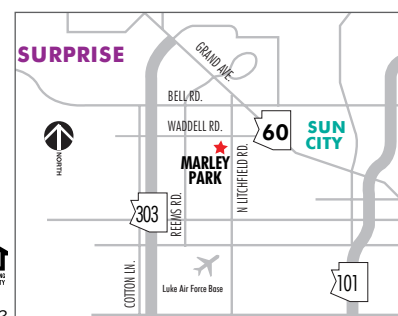 SURPRISE
GRAND AVE.
BELL RD.
WADDELL RD.
60
SUN
CITY
NORTH
MARLEY
PARK
N LITCHFIELD RD.
REEMS RD.
303
COTTON LN.
Luke Air Force Base
101